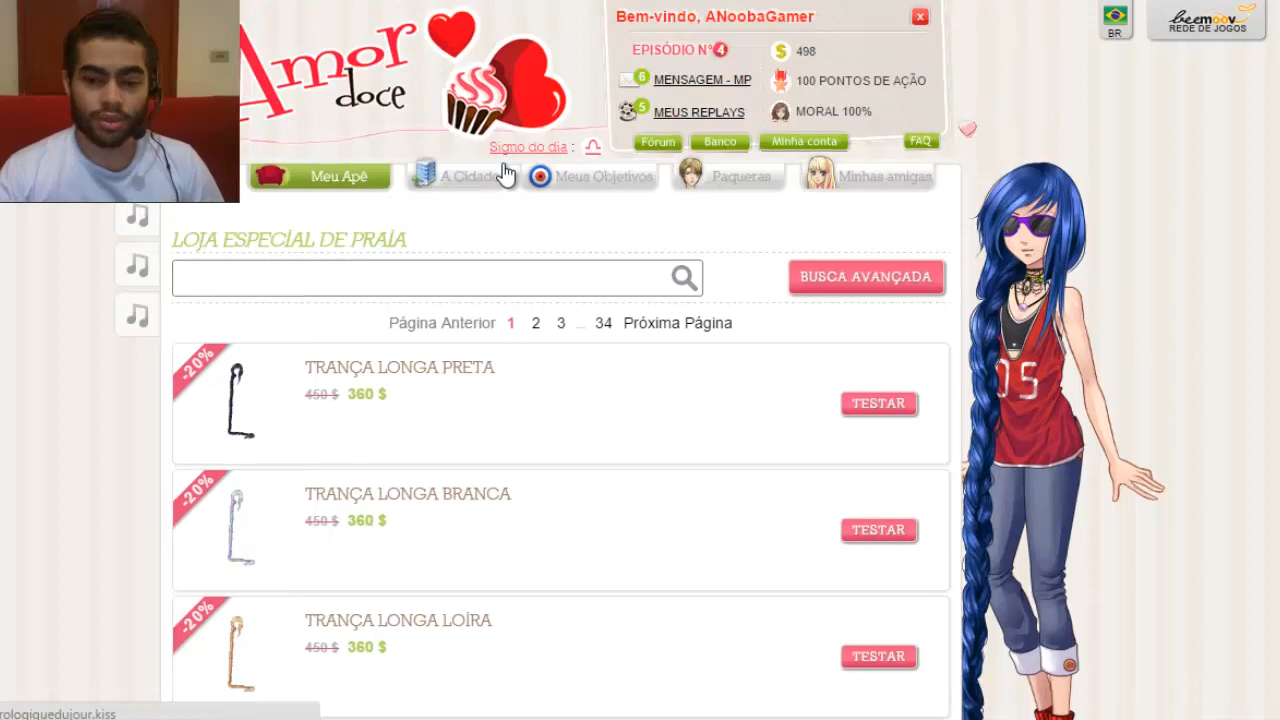 Amor
doce
Bem-vindo, ANoobaGamer
x
EPISÓDIO N° 4
498
6 MENSAGEM - MP
100 PONTOS DE AÇÃO
5 MEUS REPLAYS
MORAL 100%
Fórum Banco Minha conta FAQ
BR
beemoov
REDE DE JOGOS
Signo do dia :
Meu Apê A Cidade Meus Objetivos Paqueras Minhas amigas
LOJA ESPECIAL DE PRAIA
BUSCA AVANÇADA
Página Anterior 1 2 3 ... 34 Próxima Página
-20%
TRANÇA LONGA PRETA
450 $ 360 $
TESTAR
-20%
TRANÇA LONGA BRANCA
450 $ 360 $
TESTAR
-20%
TRANÇA LONGA LOIRA
450 $ 360 $
TESTAR
05
rologiquedujour.kiss